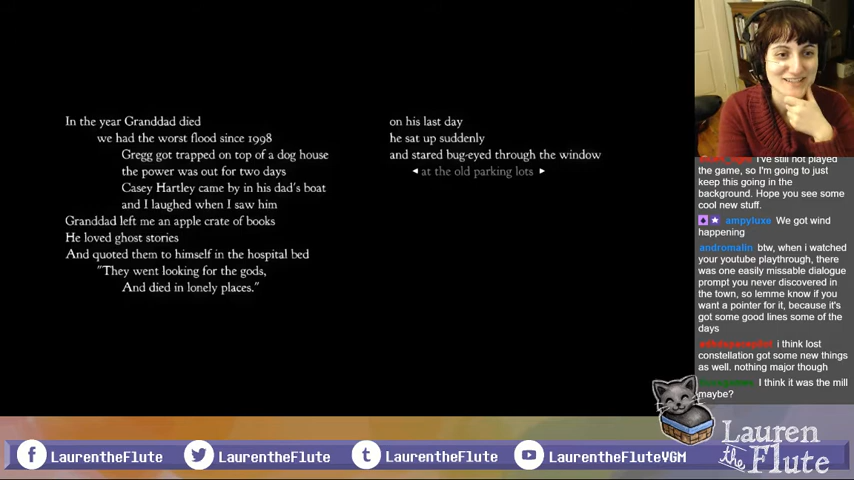 In the year Granddad died
we had the worst flood since 1998
Gregg got trapped on top of a dog house
the power was out for two days
Casey Hartley came by in his dad's boat
and I laughed when I saw him
Granddad left me an apple crate of books
He loved ghost stories
And quoted them to himself in the hospital bed
"They went looking for the gods,
And died in lonely places."
on his last day
he sat up suddenly
and stared bug-eyed through the window
at the old parking lots
I've still not played
the game, so I'm going to just
keep this going in the
background. Hope you see some
cool new stuff.
ampyluxe We got wind
happening
andromalin btw, when i watched
your youtube playthrough, there
was one easily missable dialogue
prompt you never discovered in
the town, so lemme know if you
want a pointer for it, because it's
got some good lines some of the
days
i think lost
constellation got some new things
as well. nothing major though
I think it was the mill
maybe?
Lauren
the Flute
LaurentheFlute
LaurentheFlute
LaurentheFlute
LaurentheFluteVGM